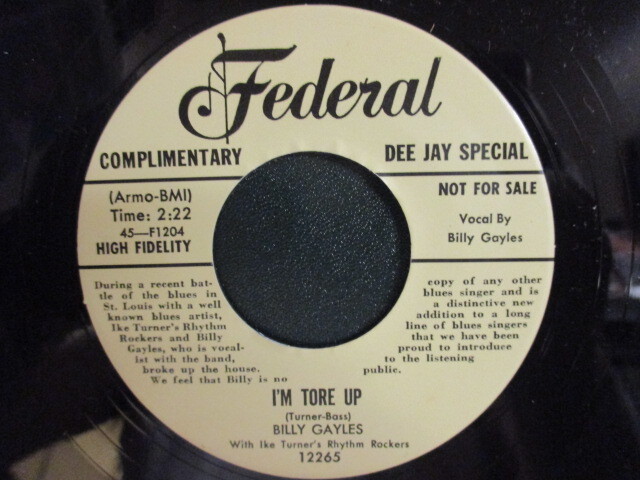 Federal
COMPLIMENTARY
DEE JAY SPECIAL
(Armo-BMI)
Time: 2:22
45—F1204
HIGH FIDELITY
NOT FOR SALE
Vocal By
Billy Gayles
During a recent bat-
tle of the blues in
St. Louis with a well
known blues artist,
Ike Turner's Rhythm
Rockers and Billy
Gayles, who is vocal-
ist with the band,
broke up the house.
We feel that Billy is no
copy of any other
blues singer and is
a distinctive new
addition to a long
line of blues singers
that we have been
proud to introduce
to the listening
public.
I'M TORE UP
(Turner-Bass)
BILLY GAYLES
With Ike Turner's Rhythm Rockers
12265